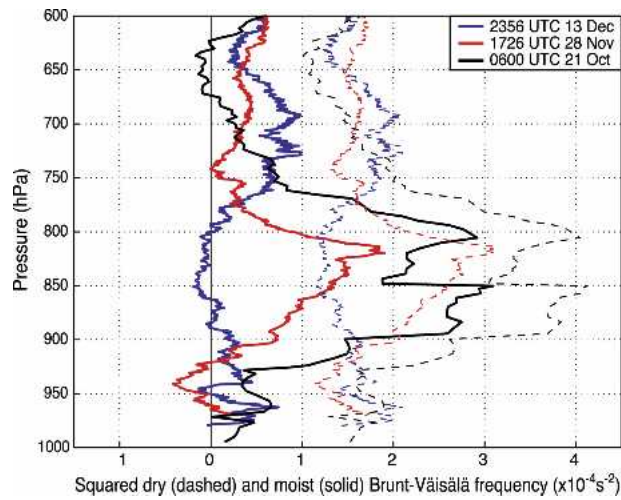 600
650
700
750
800
850
900
950
1000
Pressure (hPa)
2356 UTC 13 Dec
1726 UTC 28 Nov
0600 UTC 21 Oct
1 0 1 2 3 4
Squared dry (dashed) and moist (solid) Brunt-Väisälä frequency (x10-4s-2)